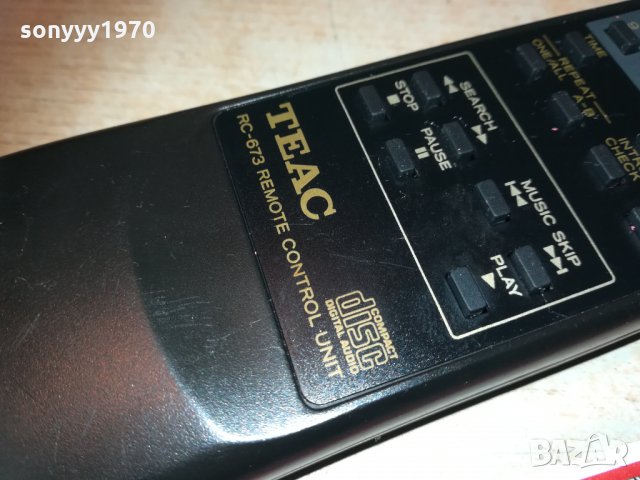 sonyyy1970
TIME
REPEAT
ONE/ALL
A-B
INTRO
CHECK
SEARCH
STOP
PAUSE
MUSIC SKIP
PLAY
TEAC
RC-673 REMOTE CONTROL UNIT
COMPACT
disc
DIGITAL AUDIO
BAZAR